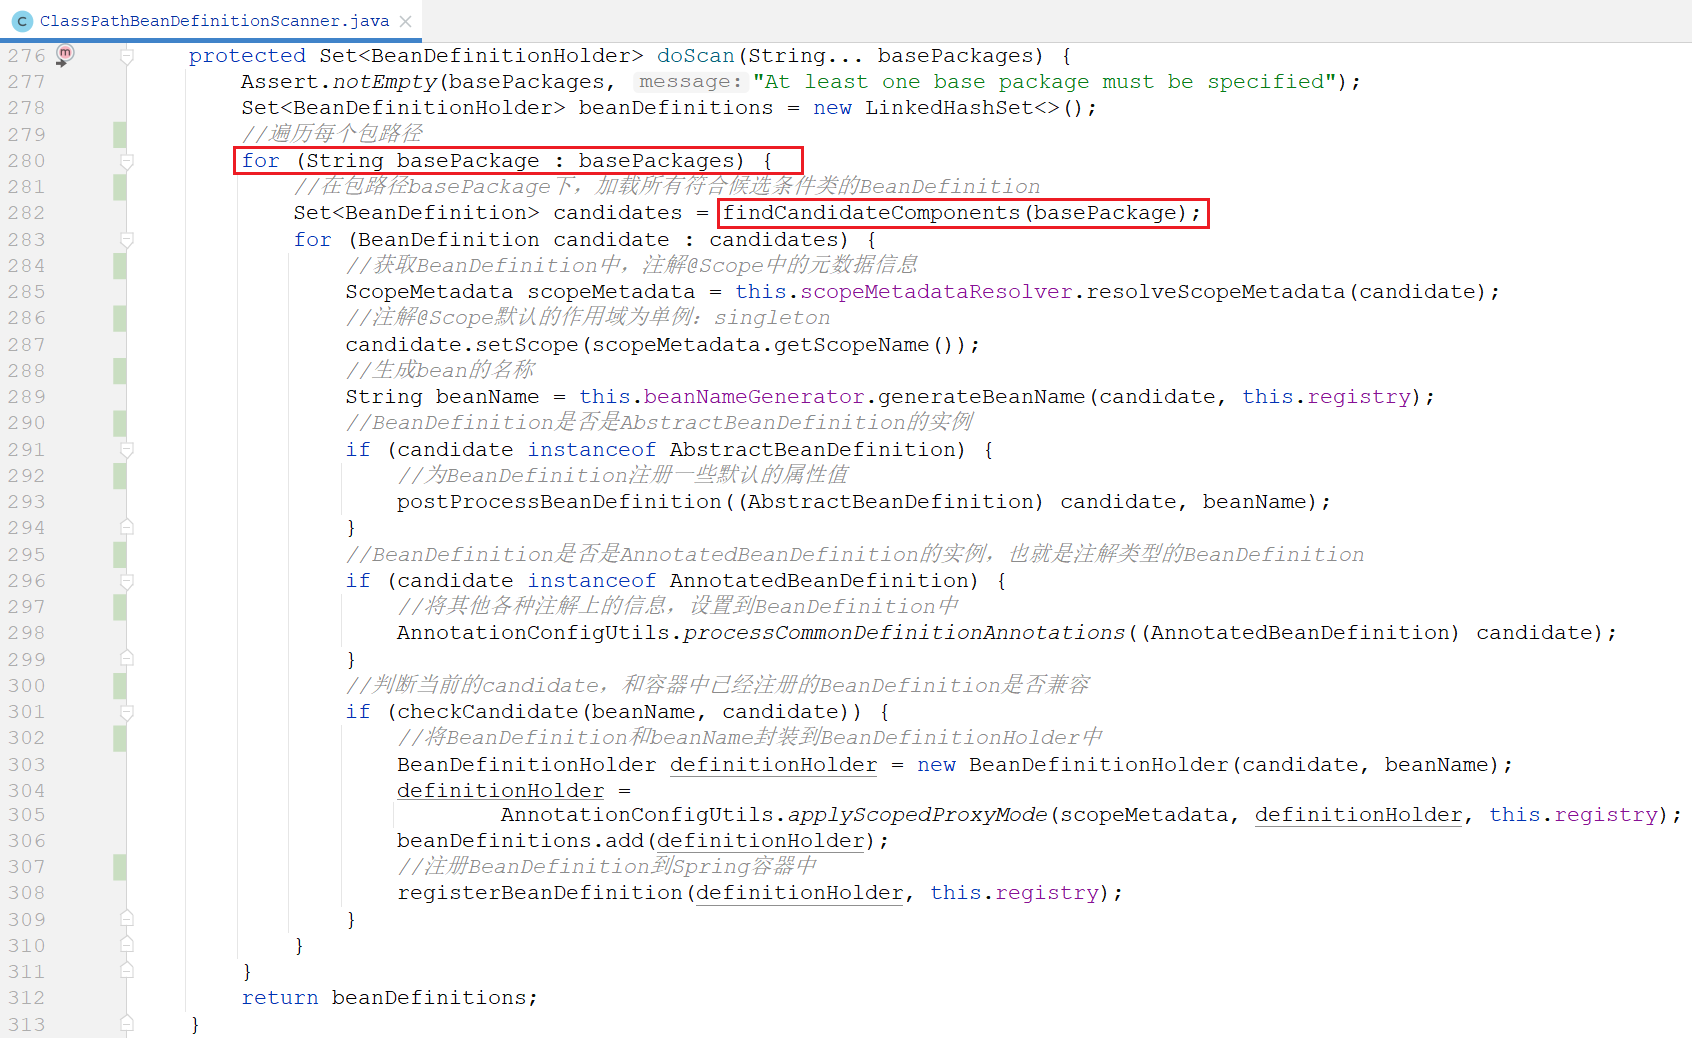 ClassPathBeanDefinitionScanner.java
276 protected Set<BeanDefinitionHolder> doScan(String... basePackages) {
277 Assert.notEmpty(basePackages, message: "At least one base package must be specified");
278 Set<BeanDefinitionHolder> beanDefinitions = new LinkedHashSet<>();
279 //遍历每个包路径
280 for (String basePackage : basePackages) {
281 //在包路径basePackage下，加载所有符合候选条件类的BeanDefinition
282 Set<BeanDefinition> candidates = findCandidateComponents(basePackage);
283 for (BeanDefinition candidate : candidates) {
284 //获取BeanDefinition中，注解@Scope中的元数据信息
285 ScopeMetadata scopeMetadata = this.scopeMetadataResolver.resolveScopeMetadata(candidate);
286 //注解@Scope默认的作用域为单例：singleton
287 candidate.setScope(scopeMetadata.getScopeName());
288 //生成bean的名称
289 String beanName = this.beanNameGenerator.generateBeanName(candidate, this.registry);
290 //BeanDefinition是否是AbstractBeanDefinition的实例
291 if (candidate instanceof AbstractBeanDefinition) {
292 //为BeanDefinition注册一些默认的属性值
293 postProcessBeanDefinition((AbstractBeanDefinition) candidate, beanName);
294 }
295 //BeanDefinition是否是AnnotatedBeanDefinition的实例，也就是注解类型的BeanDefinition
296 if (candidate instanceof AnnotatedBeanDefinition) {
297 //将其他各种注解上的信息，设置到BeanDefinition中
298 AnnotationConfigUtils.processCommonDefinitionAnnotations((AnnotatedBeanDefinition) candidate);
299 }
300 //判断当前的candidate，和容器中已经注册的BeanDefinition是否兼容
301 if (checkCandidate(beanName, candidate)) {
302 //将BeanDefinition和beanName封装到BeanDefinitionHolder中
303 BeanDefinitionHolder definitionHolder = new BeanDefinitionHolder(candidate, beanName);
304 definitionHolder =
305 AnnotationConfigUtils.applyScopedProxyMode(scopeMetadata, definitionHolder, this.registry);
306 beanDefinitions.add(definitionHolder);
307 //注册BeanDefinition到Spring容器中
308 registerBeanDefinition(definitionHolder, this.registry);
309 }
310 }
311 }
312 return beanDefinitions;
313 }